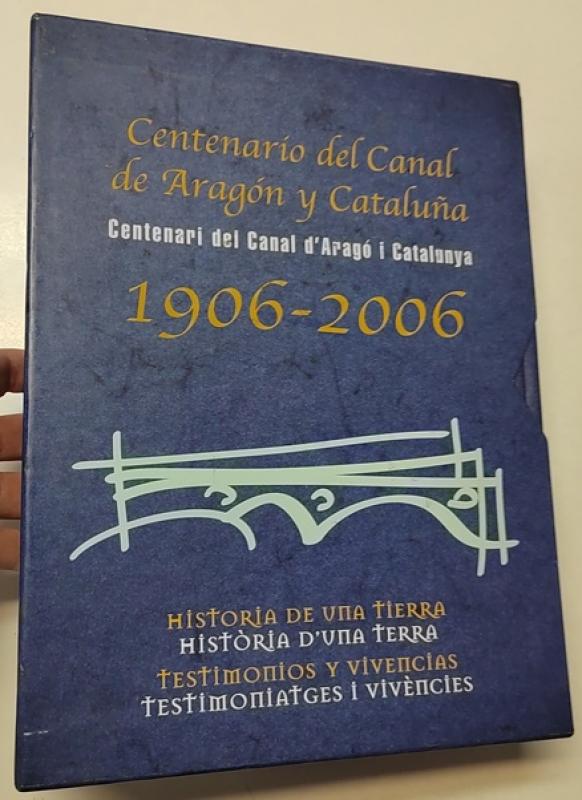 Centenario del Canal
de Aragón y Cataluña
Centenari del Canal d'Aragó i Catalunya
1906-2006
HISTORIA DE UNA TIERRA
HISTÒRIA D'UNA TERRA
TESTIMONIOS Y VIVENCIAS
TESTIMONIATGES I VIVÈNCIES